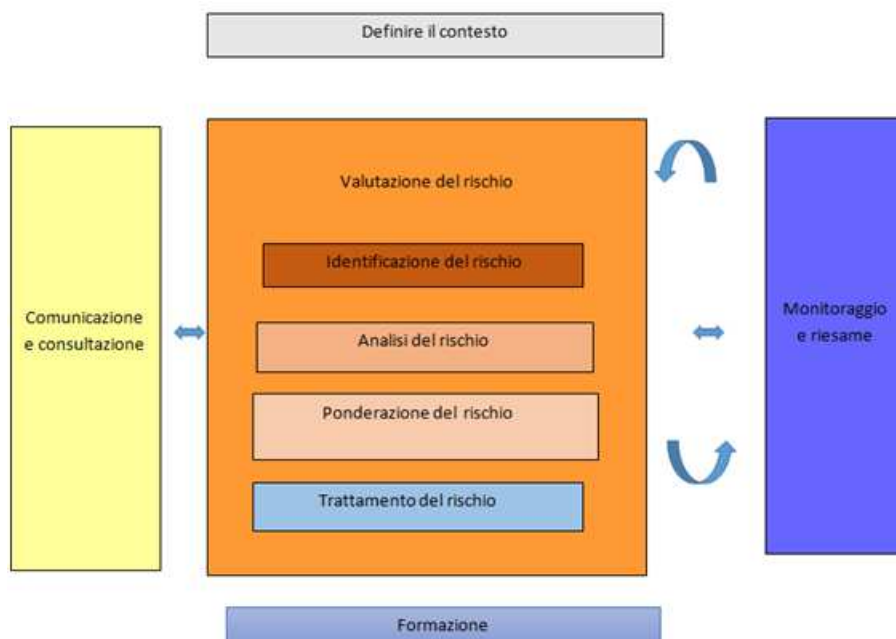 Definire il contesto
Valutazione del rischio
Identificazione del rischio
Comunicazione
e consultazione
Analisi del rischio
Monitoraggio
e riesame
Ponderazione del rischio
Trattamento del rischio
Formazione